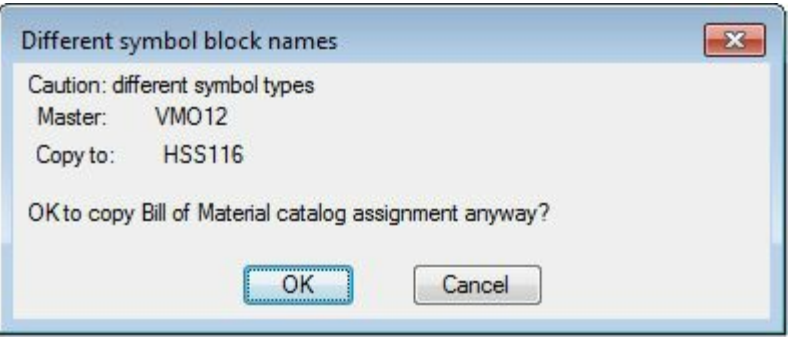 Different symbol block names
Caution: different symbol types
Master: VMO12
Copy to: HSS116
OK to copy Bill of Material catalog assignment anyway?
OK Cancel